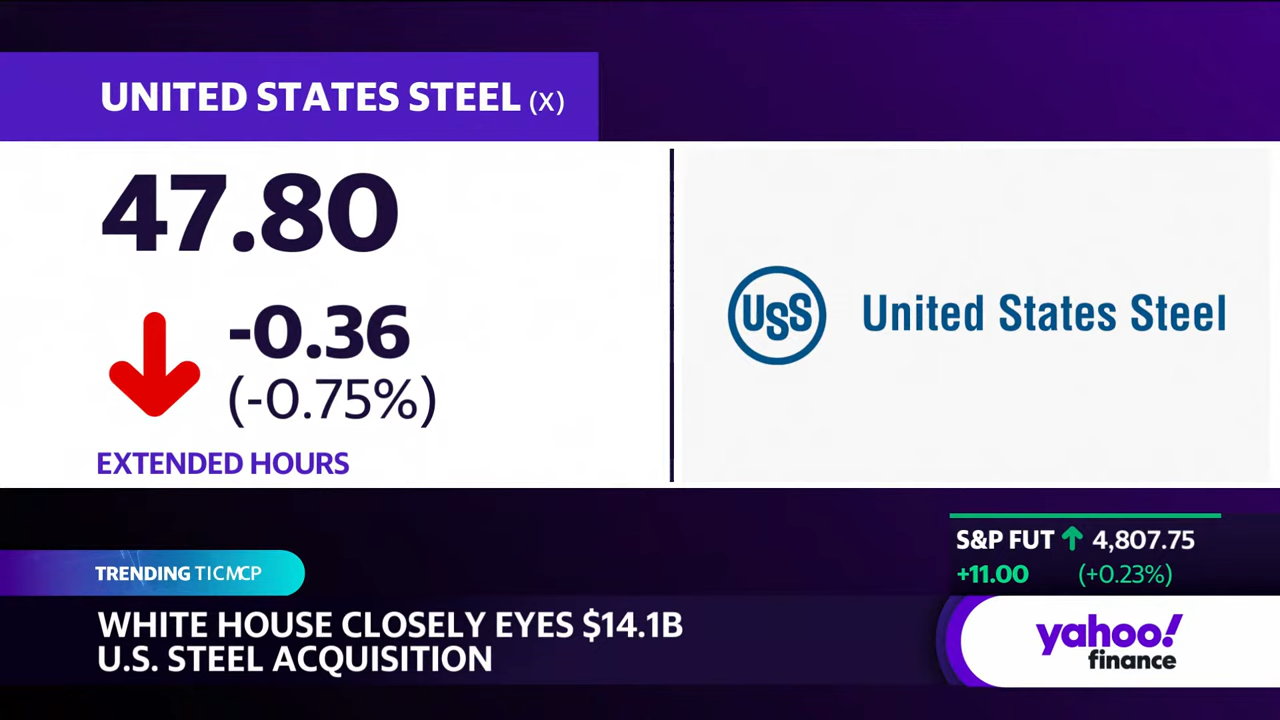 UNITED STATES STEEL (X)
47.80
-0.36
(-0.75%)
EXTENDED HOURS
USS United States Steel
TRENDING
WHITE HOUSE CLOSELY EYES $14.1B
U.S. STEEL ACQUISITION
S&P FUT 4,807.75
+11.00 (+0.23%)
yahoo!
finance